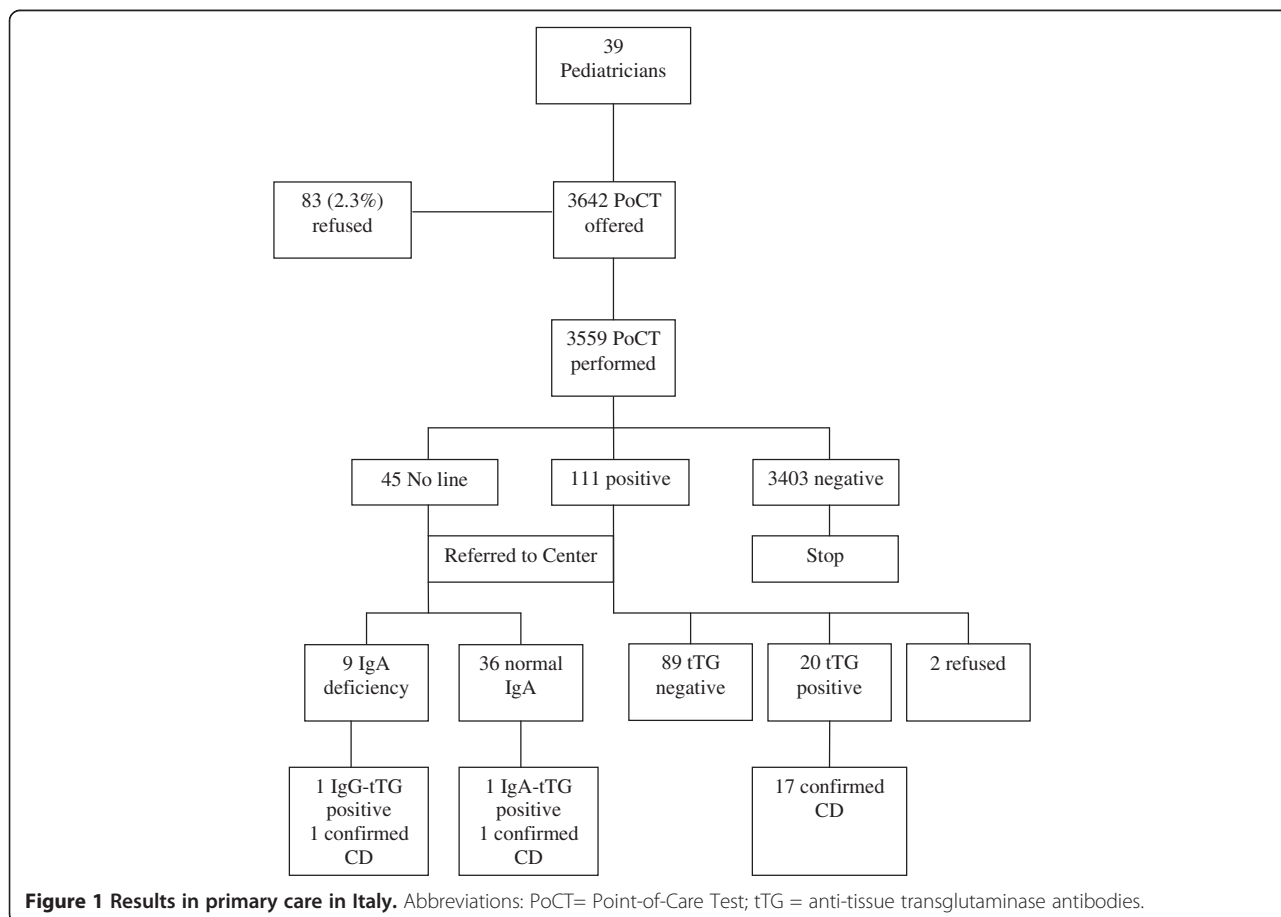 39
Pediatricians
83 (2.3%)
refused
3642 PoCT
offered
3559 PoCT
performed
45 No line
111 positive
3403 negative
Referred to Center
Stop
9 IgA
deficiency
36 normal
IgA
89 tTG
negative
20 tTG
positive
2 refused
1 IgG-tTG
positive
1 confirmed
CD
1 IgA-tTG
positive
1 confirmed
CD
17 confirmed
CD
Figure 1 Results in primary care in Italy. Abbreviations: PoCT= Point-of-Care Test; tTG = anti-tissue transglutaminase antibodies.